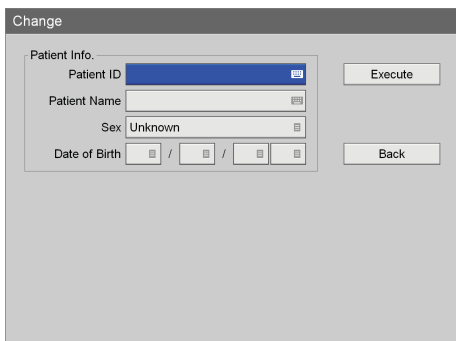 Change
Patient Info.
Patient ID
Execute
Patient Name
Sex Unknown
Date of Birth / /
Back